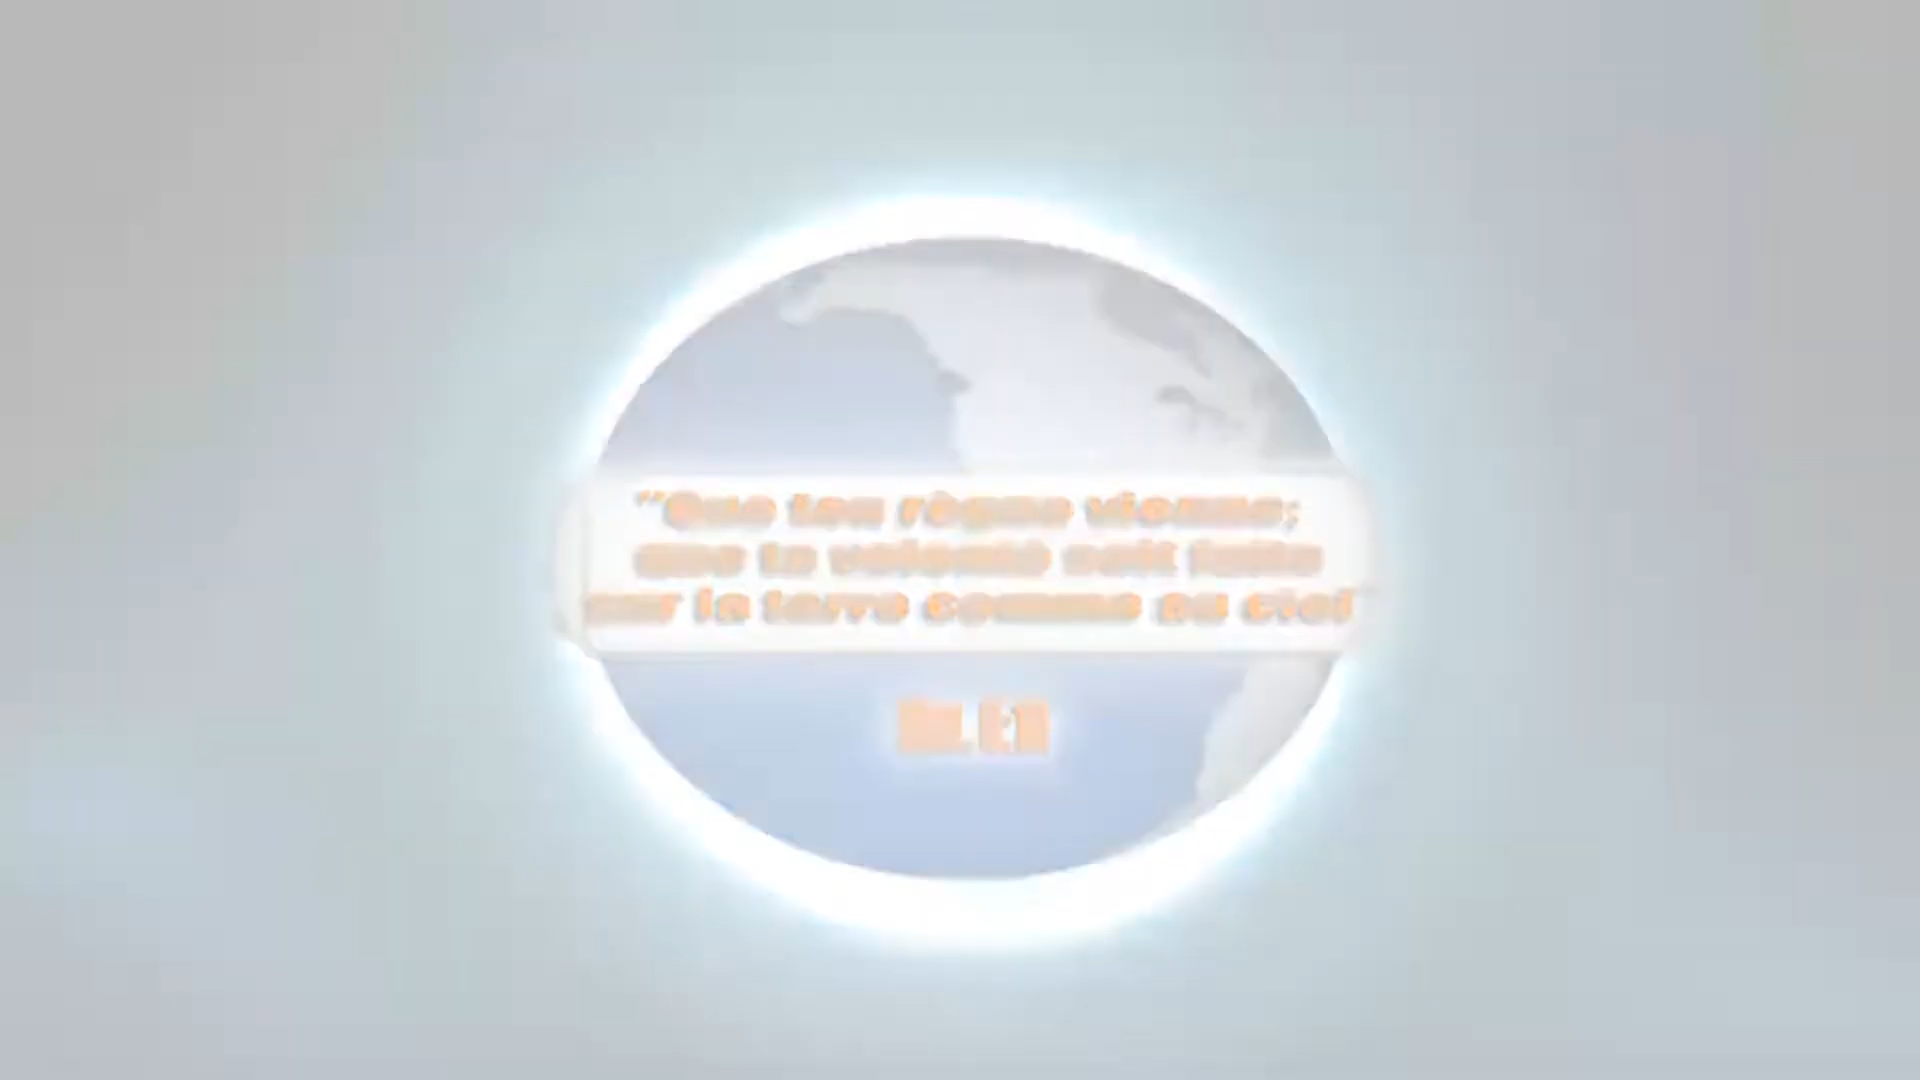 “Que ton règne vienne;
que ta volonté soit faite
sur la terre comme au ciel”